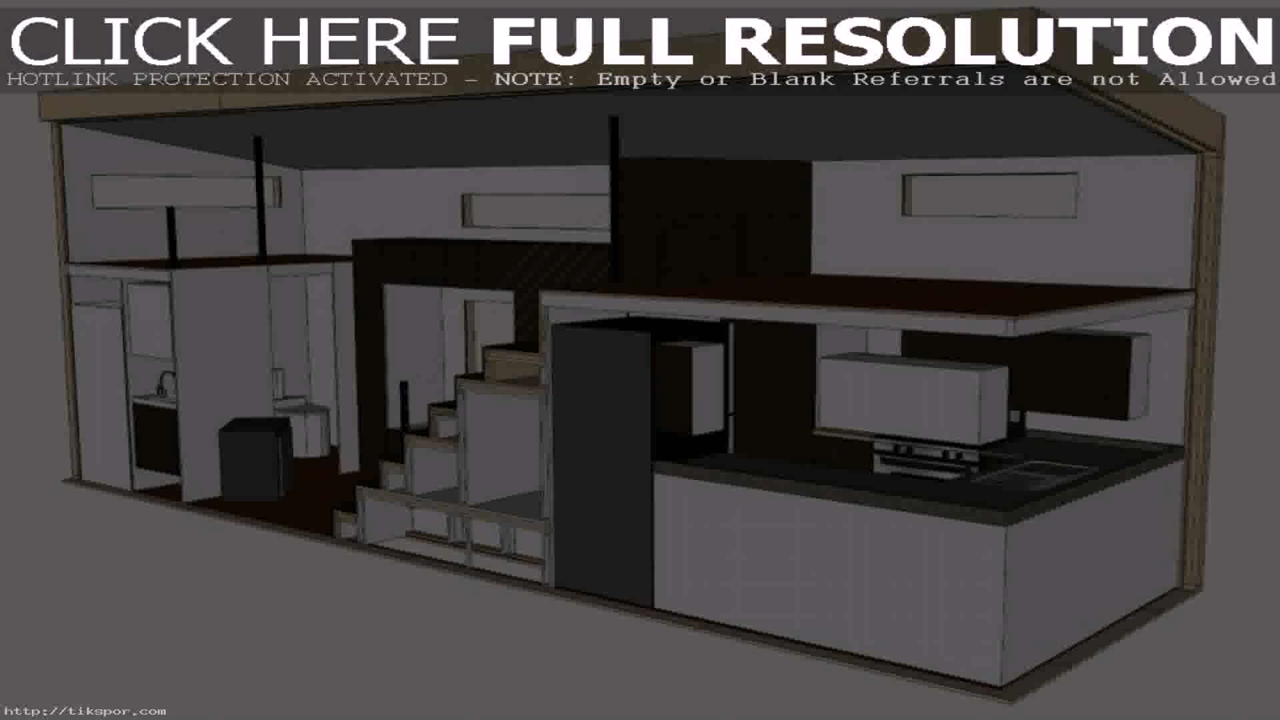 CLICK HERE FULL RESOLUTION
HOTLINK PROTECTION ACTIVATED – NOTE: Empty or Blank Referrals are not Allowed
http://tikspor.com